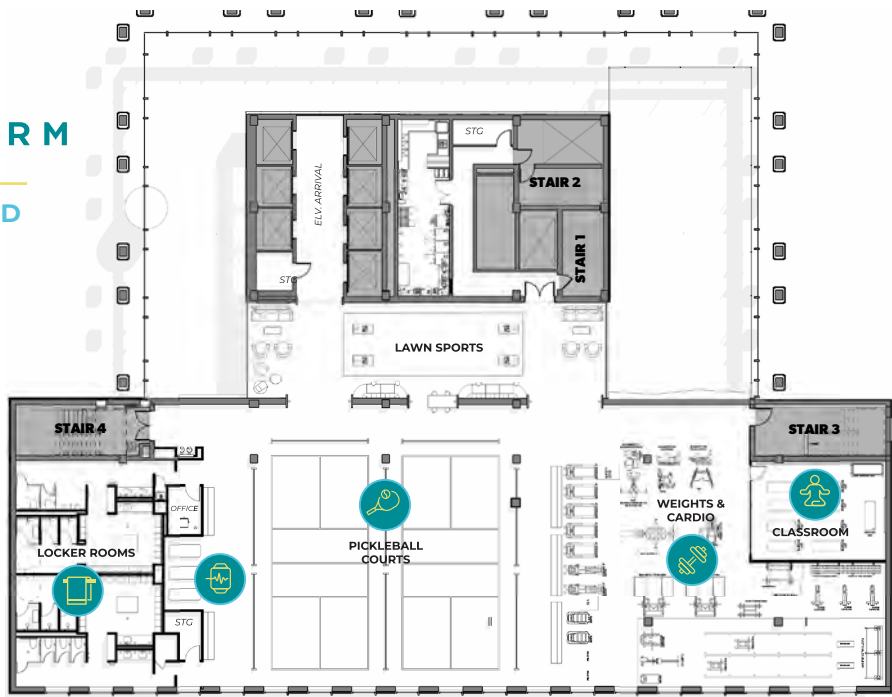 RM
D
STG
STAIR 2
ELV. ARRIVAL
STAIR 1
STG
LAWN SPORTS
STAIR 4
STAIR 3
OFFICE
WEIGHTS &
CARDIO
CLASSROOM
PICKLEBALL
COURTS
LOCKER ROOMS
STG